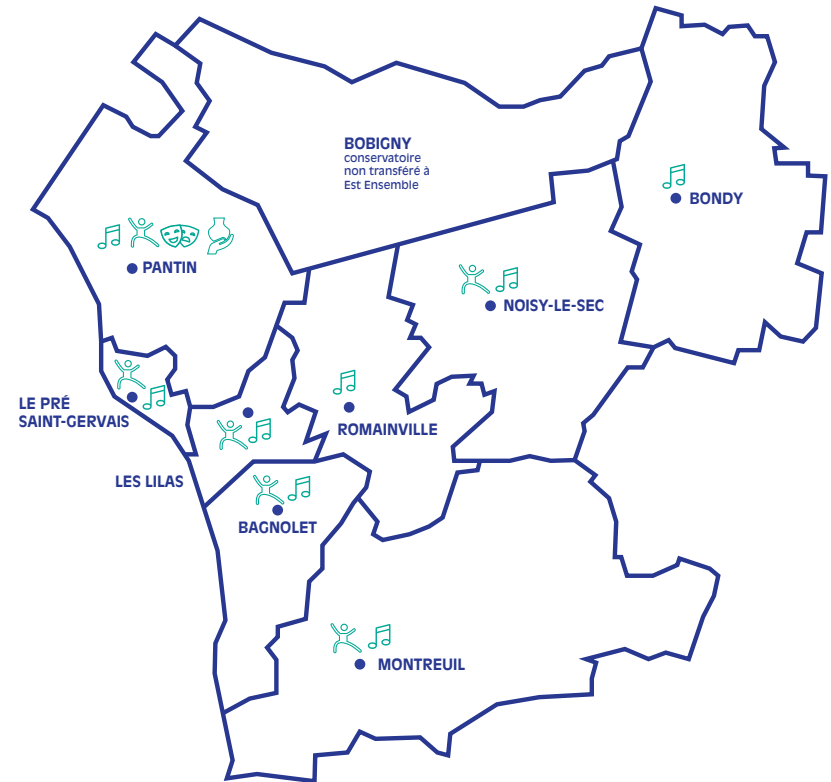 BOBIGNY
conservatoire
non transféré à
Est Ensemble
BONDY
PANTIN
NOISY-LE-SEC
LE PRÉ
SAINT-GERVAIS
ROMAINVILLE
LES LILAS
BAGNOLET
MONTREUIL